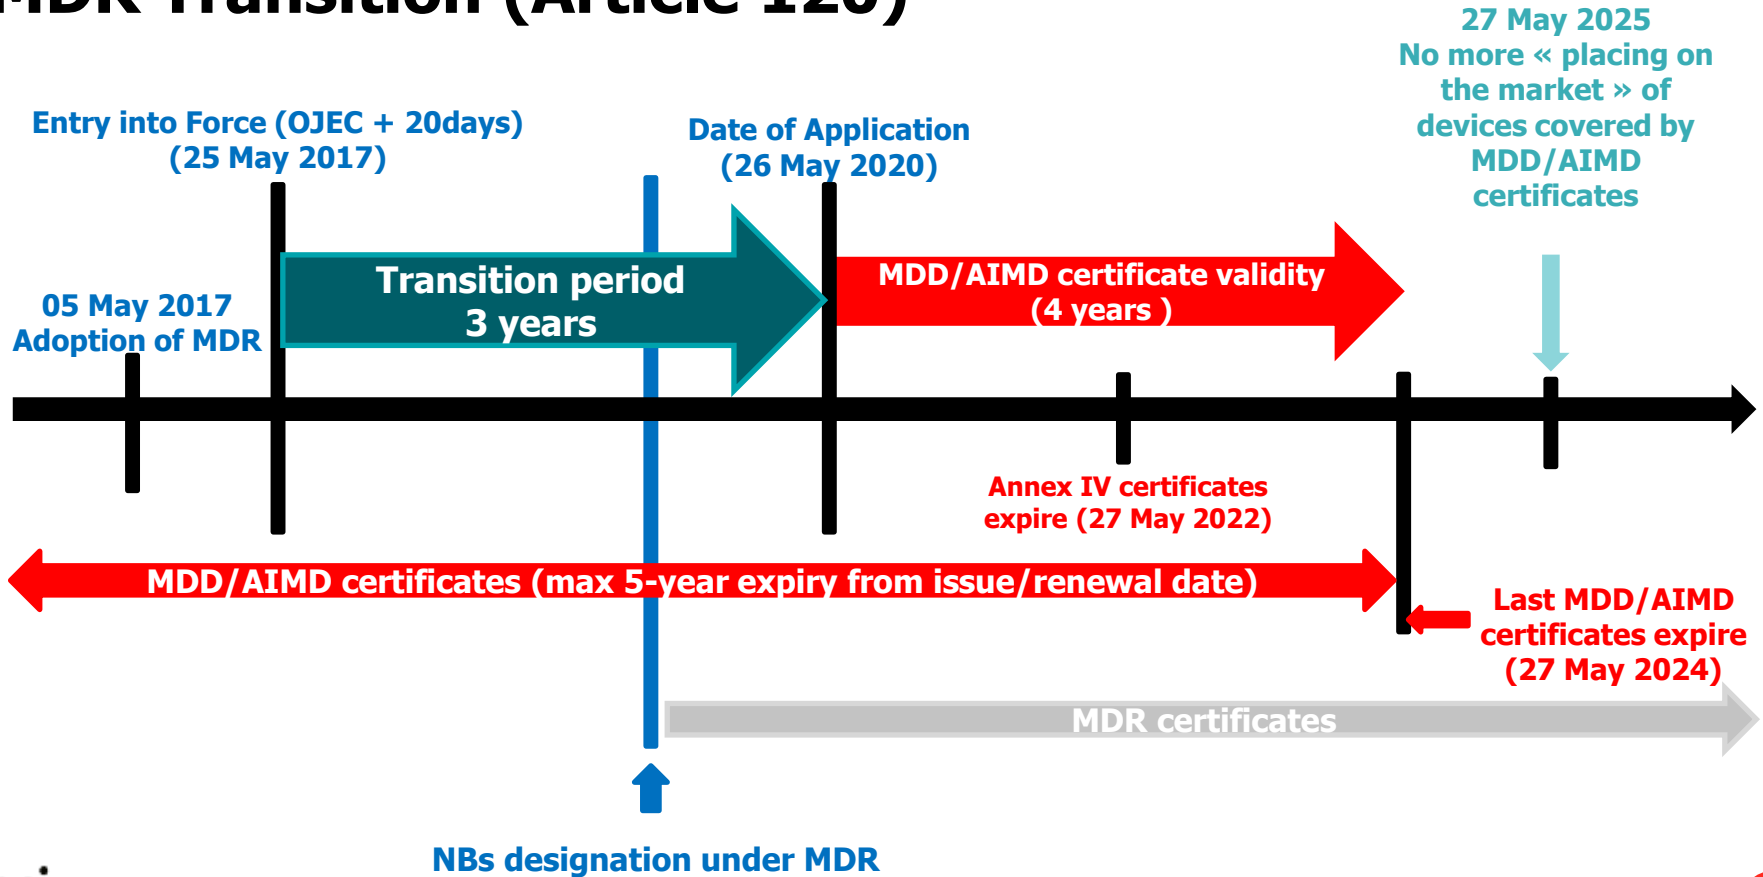 MDR Transition (Article 120)
27 May 2025
No more « placing on
the market » of
devices covered by
MDD/AIMD
certificates
Entry into Force (OJEC + 20days)
(25 May 2017)
Date of Application
(26 May 2020)
Transition period
3 years
MDD/AIMD certificate validity
(4 years )
05 May 2017
Adoption of MDR
Annex IV certificates
expire (27 May 2022)
MDD/AIMD certificates (max 5-year expiry from issue/renewal date)
Last MDD/AIMD
certificates expire
(27 May 2024)
MDR certificates
NBs designation under MDR